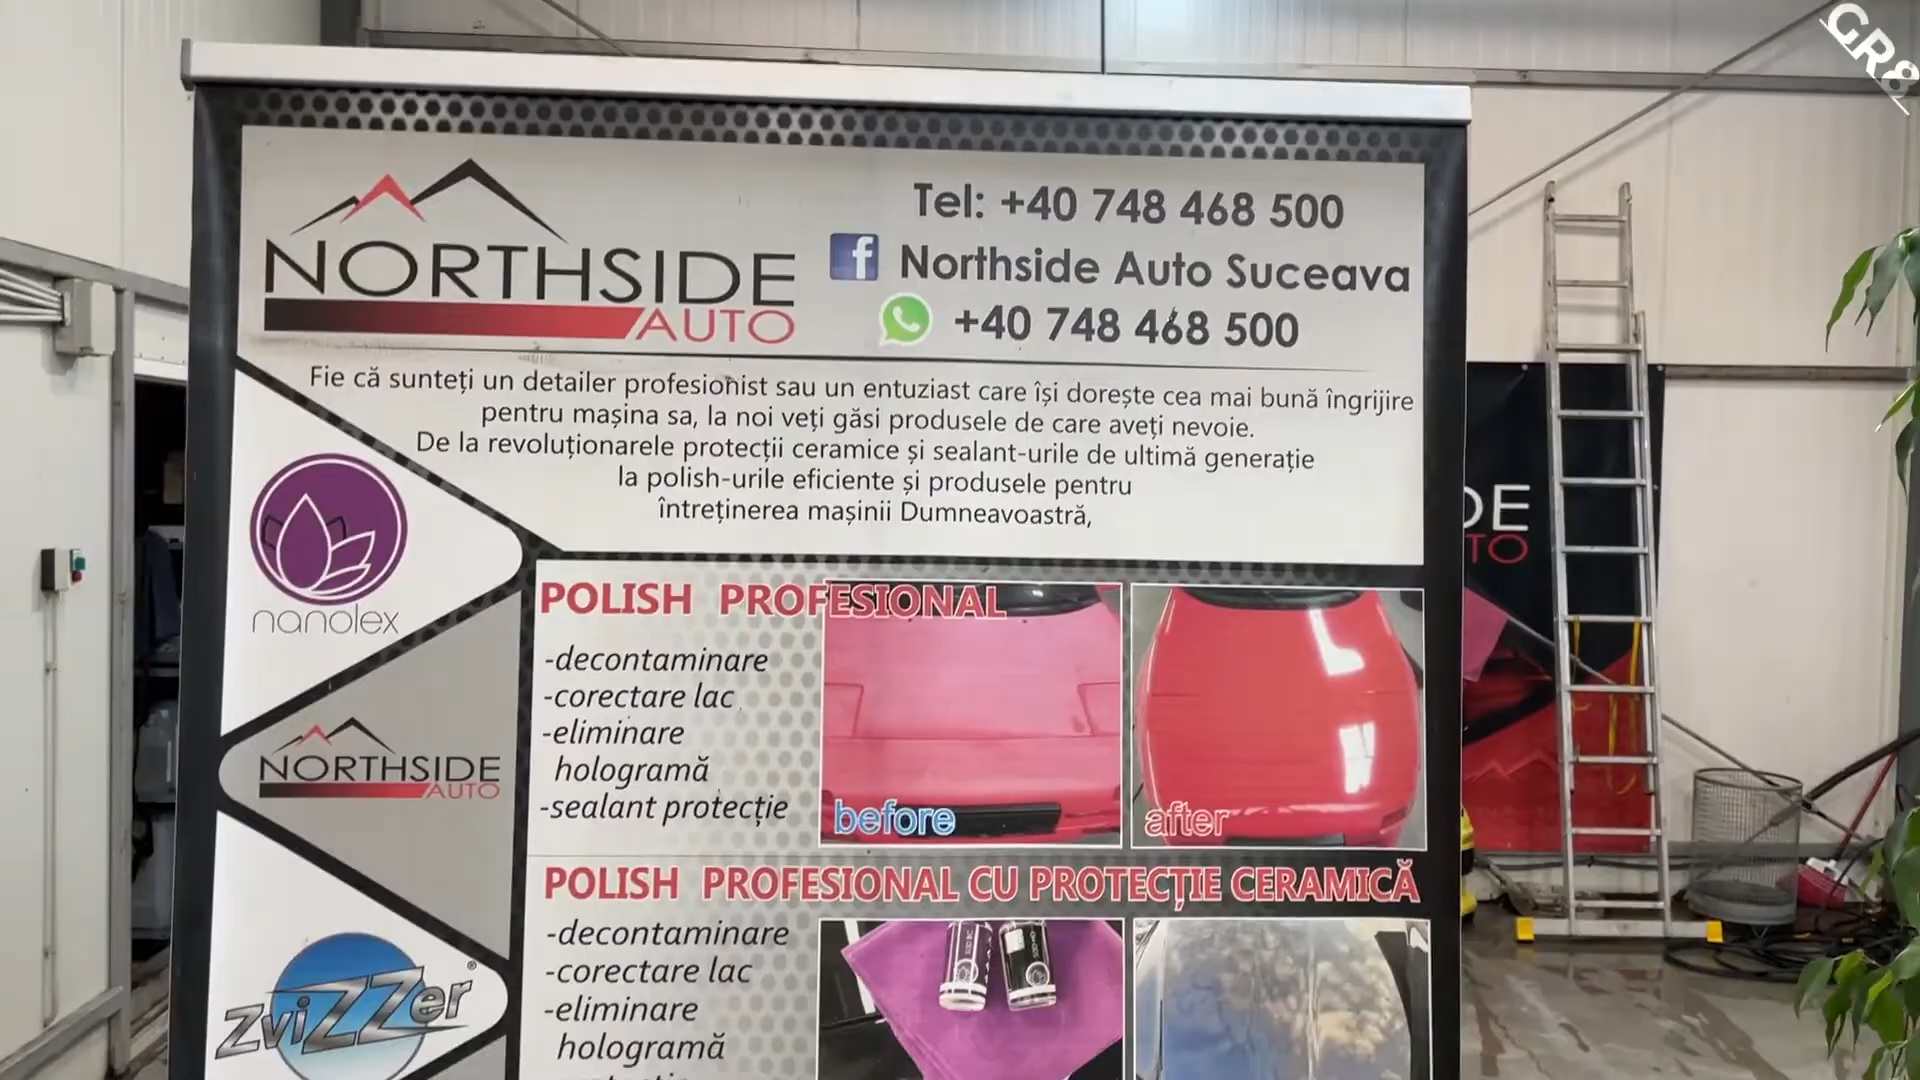 GR8
NORTHSIDE
AUTO
Tel: +40 748 468 500
Northside Auto Suceava
+40 748 468 500
Fie că sunteți un detailer profesionist sau un entuziast care își dorește cea mai bună îngrijire
pentru mașina sa, la noi veți găsi produsele de care aveți nevoie.
De la revoluționarele protecții ceramice și sealant-urile de ultimă generație
la polish-urile eficiente și produsele pentru
întreținerea mașinii Dumneavoastră,
nanolex
NORTHSIDE
AUTO
ZviZZer®
POLISH PROFESIONAL
-decontaminare
-corectare lac
-eliminare
hologramă
-sealant protecție
before
after
POLISH PROFESIONAL CU PROTECȚIE CERAMICĂ
-decontaminare
-corectare lac
-eliminare
hologramă
DE
TO